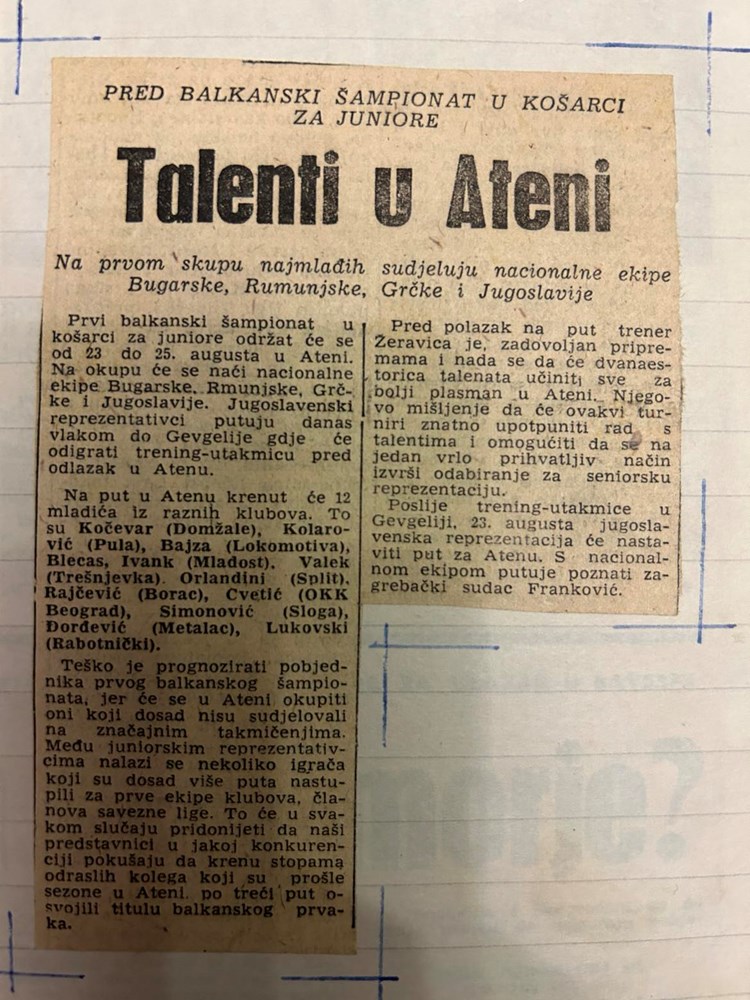 PRED BALKANSKI ŠAMPIONAT U KOŠARCI
ZA JUNIORE
Talenti u Ateni
Na prvom skupu najmlađih sudjeluju nacionalne ekipe
Bugarske, Rumunjske, Grčke i Jugoslavije
Prvi balkanski šampionat u
košarci za juniore održat će se
od 23 do 25. augusta u Ateni.
Na okupu će se naći nacionalne
ekipe Bugarske, Rmunjske, Grč-
ke i Jugoslavije. Jugoslavenski
reprezentativci putuju danas
vlakom do Gevgelije gdje će
odigrati trening-utakmicu pred
odlazak u Atenu.
Na put u Atenu krenut će 12
mladića iz raznih klubova. To
su Kočevar (Domžale), Kolaro-
vić (Pula), Bajza (Lokomotiva),
Blecas, Ivank (Mladost). Valek
(Trešnjevka). Orlandini (Split),
Rajčević (Borac), Cvetić (OKK
Beograd), Simonović (Sloga),
Đorđević (Metalac), Lukovski
(Rabotnički).
Teško je prognozirati pobjed-
nika prvog balkanskog šampio-
nata, jer će se u Ateni okupiti
oni koji dosad nisu sudjelovali
na značajnim takmičenjima.
Među juniorskim reprezentativ-
cima nalazi se nekoliko igrača
koji su dosad više puta nastu-
pili za prve ekipe klubova, čla-
nova savezne lige. To će u sva-
kom slučaju pridonijeti da naši
predstavnici u jakoj konkuren-
ciji pokušaju da krenu stopama
odraslih kolega koji su prošle
sezone u Ateni. po treći put o-
svojili titulu balkanskog prva-
ka.
Pred polazak na put trener
Žeravica je, zadovoljan pripre-
mama i nada se da će dvanaes-
torica talenata učiniti sve za
bolji plasman u Ateni. Njego-
vo mišljenje da će ovakvi tur-
niri znatno upotpuniti rad s
talentima i omogućiti da se na
jedan vrlo prihvatljiv način
izvrši odabiranje za seniorsku
reprezentaciju.
Poslije trening-utakmice u
Gevgeliji, 23. augusta jugosla-
venska reprezentacija će nasta-
viti put za Atenu. S nacional-
nom ekipom putuje poznati za-
grebački sudac Franković.